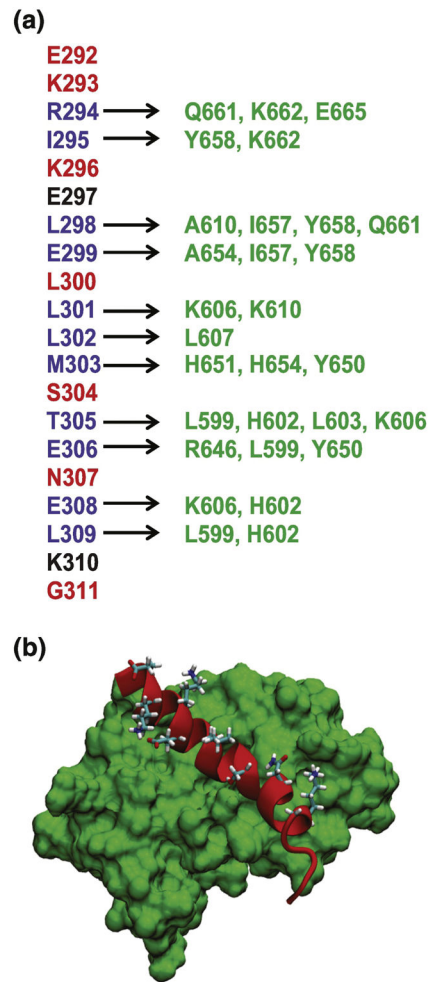 (a)
E292
K293
R294 → Q661, K662, E665
I295 → Y658, K662
K296
E297
L298 → A610, I657, Y658, Q661
E299 → A654, I657, Y658
L300
L301 → K606, K610
L302 → L607
M303 → H651, H654, Y650
S304
T305 → L599, H602, L603, K606
E306 → R646, L599, Y650
N307
E308 → K606, H602
L309 → L599, H602
K310
G311
(b)